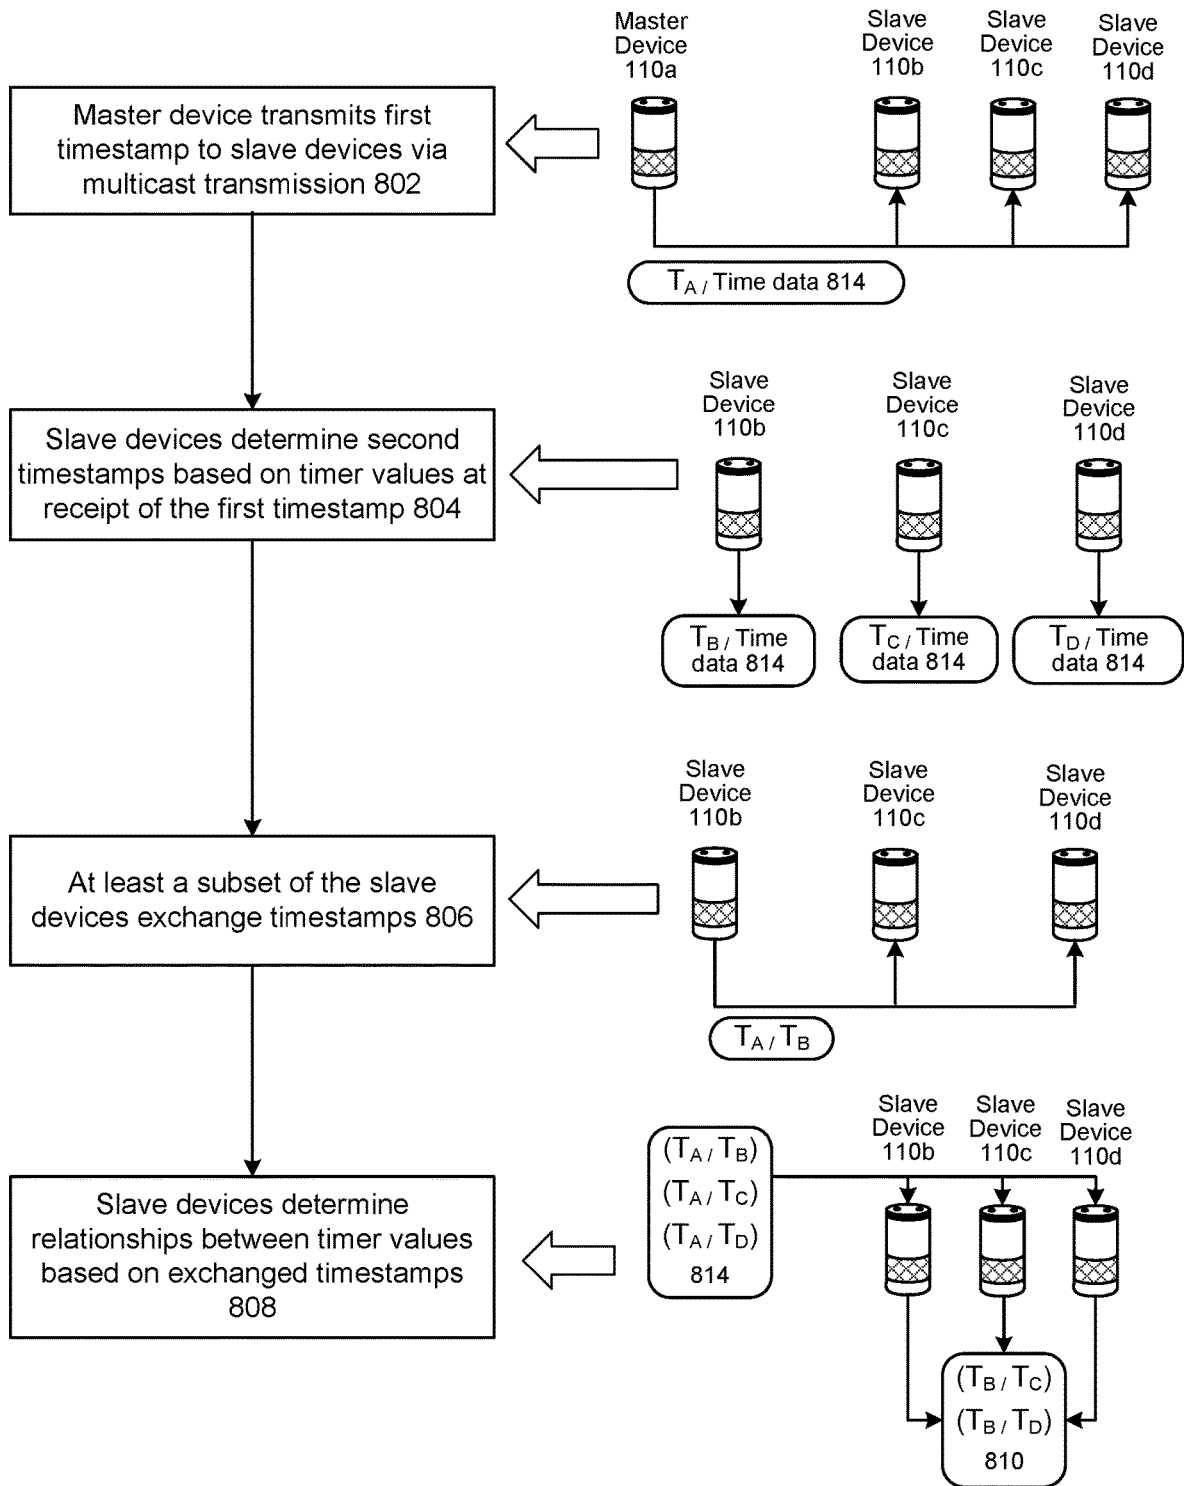 Master
Device
110a
Slave
Device
110b
Slave
Device
110c
Slave
Device
110d
Master device transmits first
timestamp to slave devices via
multicast transmission 802
TA / Time data 814
Slave
Device
110b
Slave
Device
110c
Slave
Device
110d
Slave devices determine second
timestamps based on timer values at
receipt of the first timestamp 804
TB / Time
data 814
TC / Time
data 814
TD / Time
data 814
Slave
Device
110b
Slave
Device
110c
Slave
Device
110d
At least a subset of the slave
devices exchange timestamps 806
TA / TB
Slave
Device
110b
Slave
Device
110c
Slave
Device
110d
Slave devices determine
relationships between timer values
based on exchanged timestamps
808
(TA / TB)
(TA / TC)
(TA / TD)
814
(TB / TC)
(TB / TD)
810